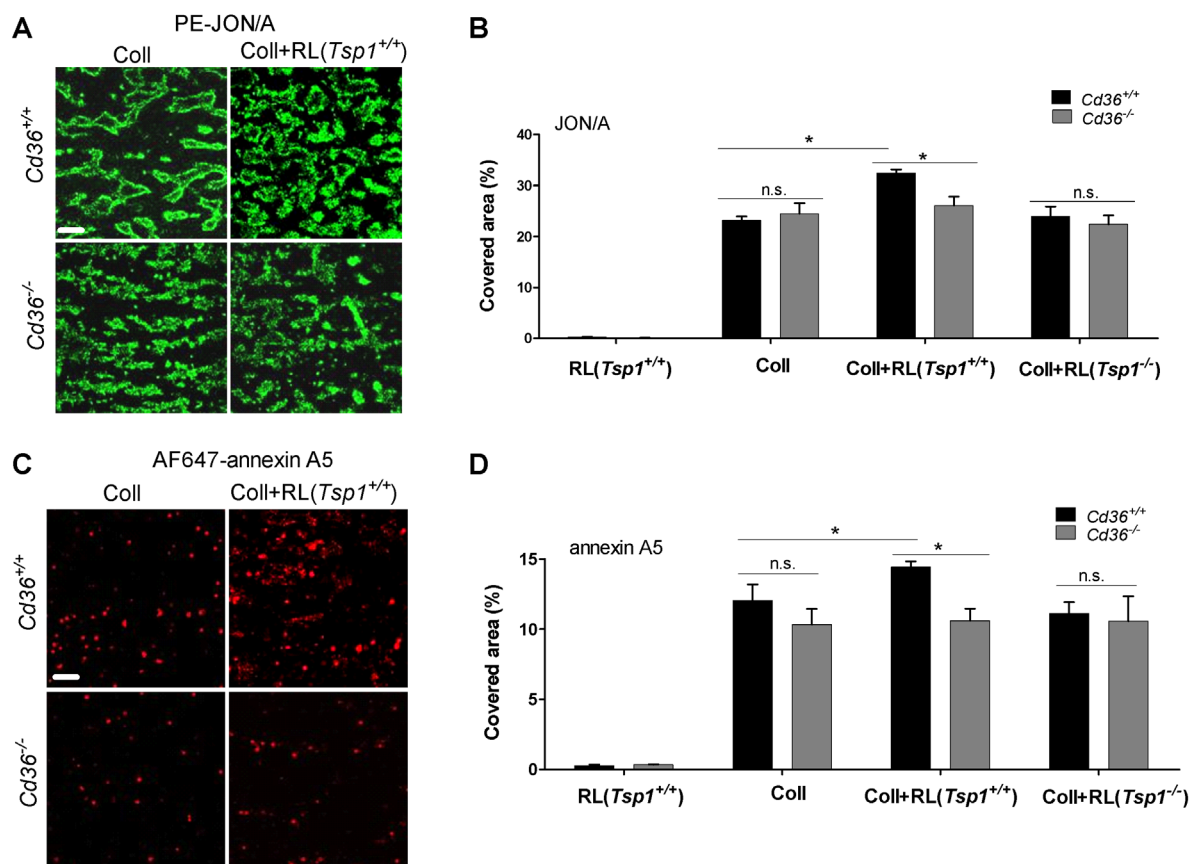 A
PE-JON/A
Coll
Coll+RL(Tsp1+/+)
Cd36+/+
Cd36-/-
B
Cd36+/+
Cd36-/-
JON/A
Covered area (%)
40
30
20
10
0
n.s.
*
*
n.s.
RL(Tsp1+/+)
Coll
Coll+RL(Tsp1+/+)
Coll+RL(Tsp1-/-)
C
AF647-annexin A5
Coll
Coll+RL(Tsp1+/+)
Cd36+/+
Cd36-/-
D
Cd36+/+
Cd36-/-
annexin A5
Covered area (%)
15
10
5
0
n.s.
*
*
n.s.
RL(Tsp1+/+)
Coll
Coll+RL(Tsp1+/+)
Coll+RL(Tsp1-/-)